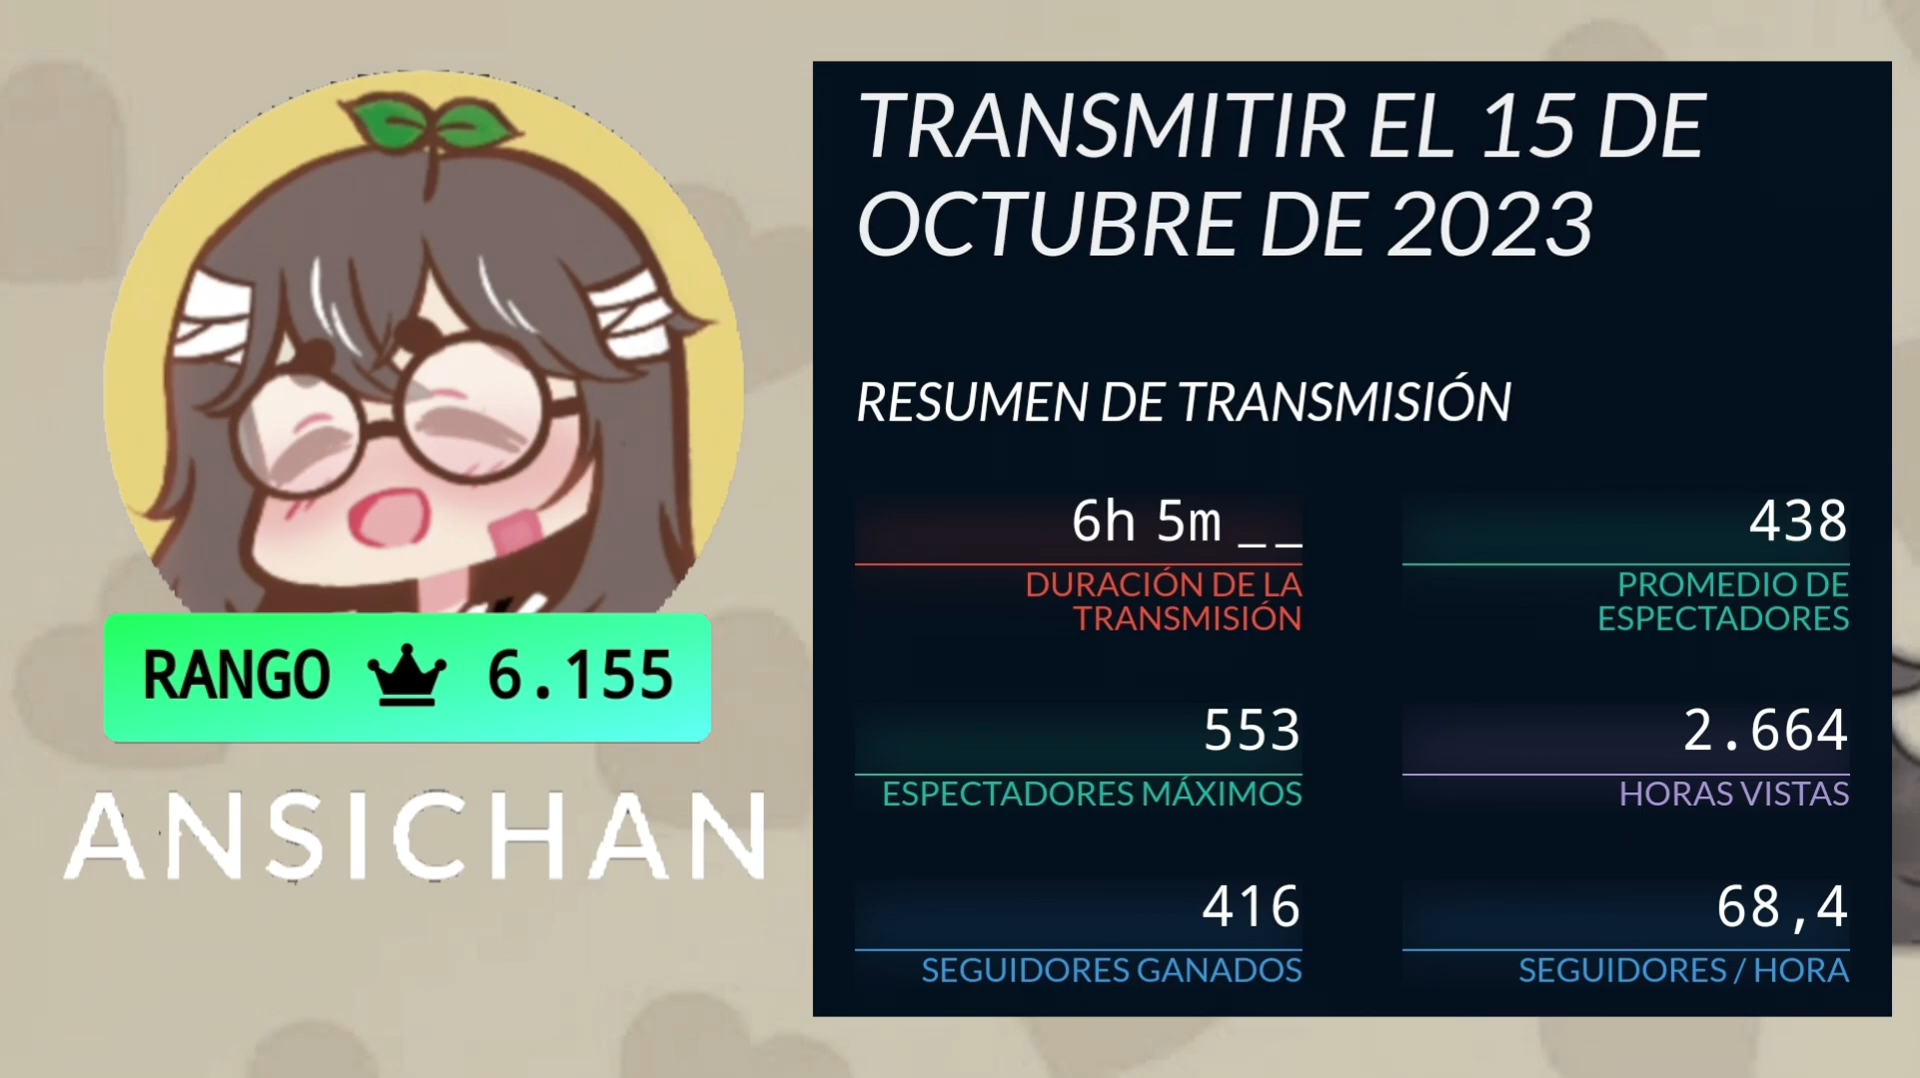 RANGO 6.155
ANSICHAN
TRANSMITIR EL 15 DE
OCTUBRE DE 2023
RESUMEN DE TRANSMISIÓN
6h 5m _ _
DURACIÓN DE LA
TRANSMISIÓN
438
PROMEDIO DE
ESPECTADORES
553
ESPECTADORES MÁXIMOS
2.664
HORAS VISTAS
416
SEGUIDORES GANADOS
68,4
SEGUIDORES / HORA